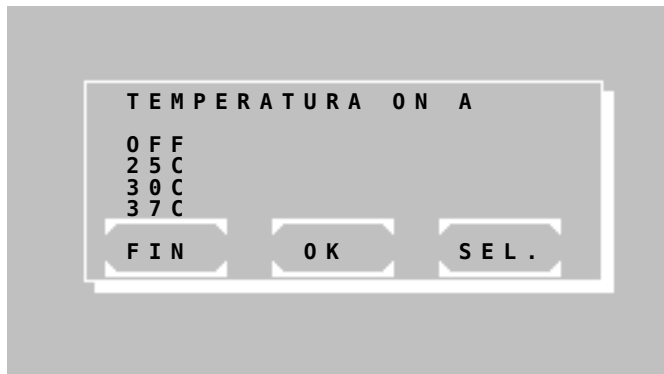 TEMPERATURA ON A
OFF
25C
30C
37C
FIN OK SEL.